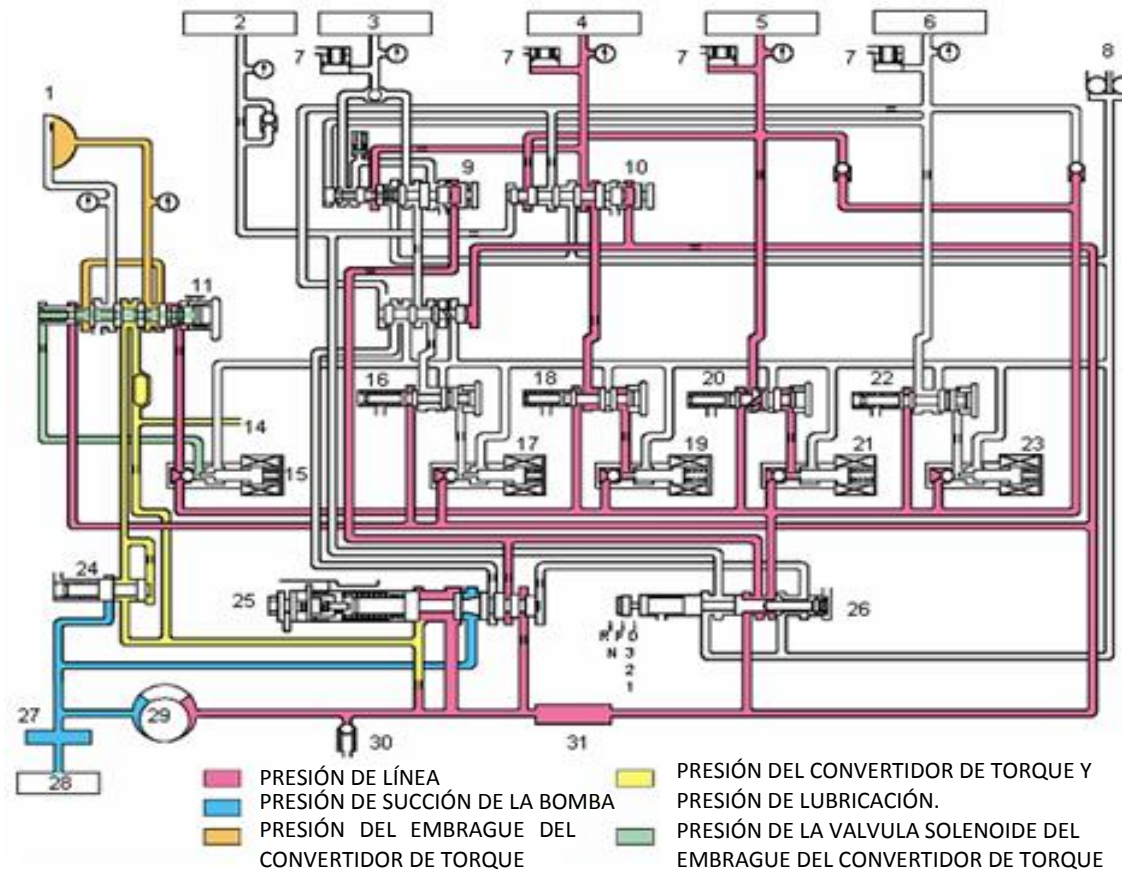 2 3 4 5 6
7 7 7 7 8
1
9 10
11
16 18 20 22
14
15 17 19 21 23
24
25 26
R P D
N 3
2
1
27 29
28 30 31
PRESIÓN DE LÍNEA
PRESIÓN DE SUCCIÓN DE LA BOMBA
PRESIÓN DEL EMBRAGUE DEL
CONVERTIDOR DE TORQUE
PRESIÓN DEL CONVERTIDOR DE TORQUE Y
PRESIÓN DE LUBRICACIÓN.
PRESIÓN DE LA VALVULA SOLENOIDE DEL
EMBRAGUE DEL CONVERTIDOR DE TORQUE